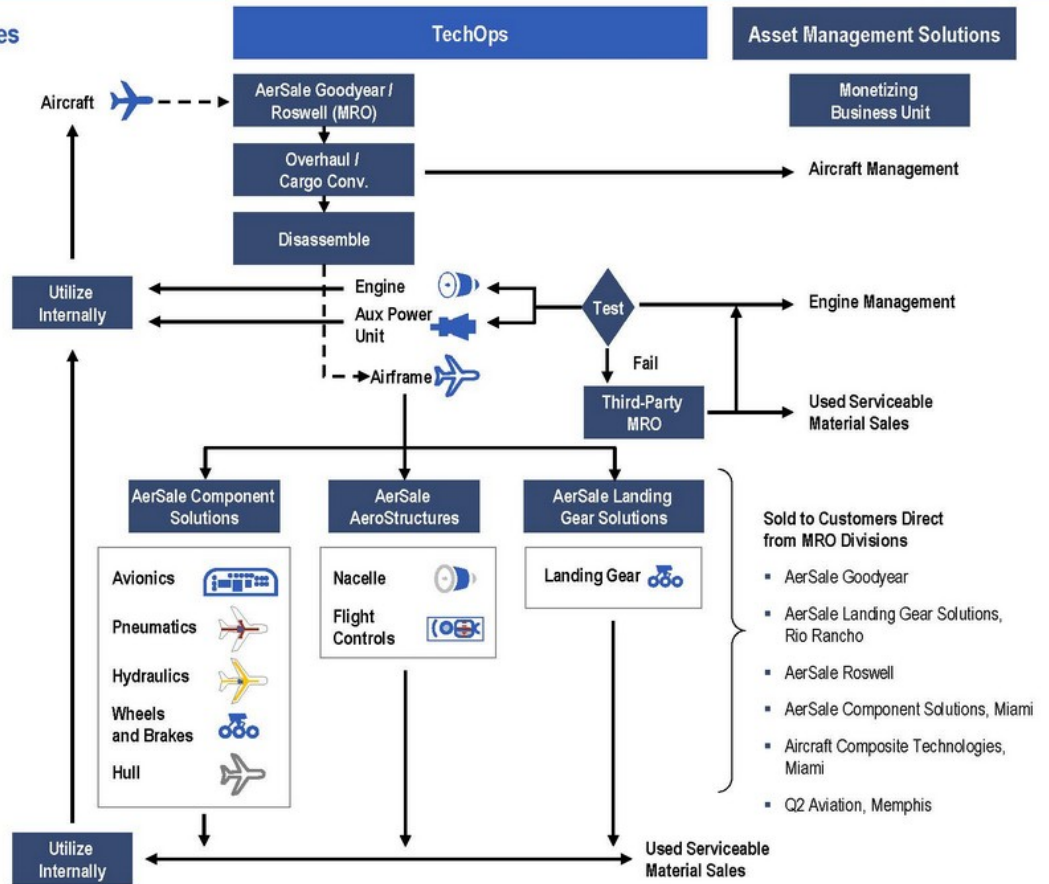 es
TechOps
Asset Management Solutions
Aircraft
AerSale Goodyear /
Roswell (MRO)
Monetizing
Business Unit
Overhaul /
Cargo Conv.
Aircraft Management
Disassemble
Utilize
Internally
Engine
Aux Power
Unit
Test
Engine Management
Fail
Airframe
Third-Party
MRO
Used Serviceable
Material Sales
AerSale Component
Solutions
AerSale
AeroStructures
AerSale Landing
Gear Solutions
Avionics
Pneumatics
Hydraulics
Wheels
and Brakes
Hull
Nacelle
Flight
Controls
Landing Gear
Sold to Customers Direct
from MRO Divisions
▪ AerSale Goodyear
▪ AerSale Landing Gear Solutions,
Rio Rancho
▪ AerSale Roswell
▪ AerSale Component Solutions, Miami
▪ Aircraft Composite Technologies,
Miami
▪ Q2 Aviation, Memphis
Utilize
Internally
Used Serviceable
Material Sales